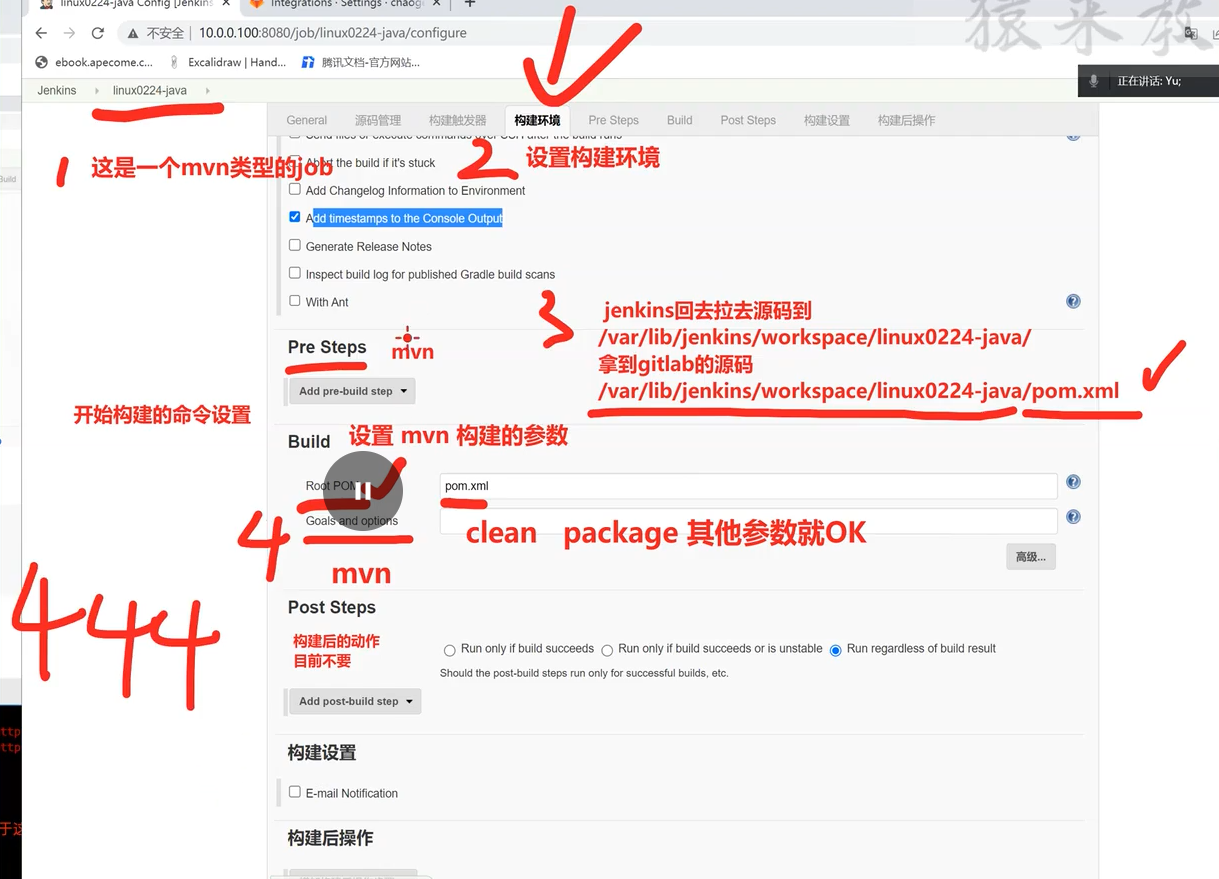 linux0224-java Config [Jenkins
Integrations · Settings · chaog
不安全
10.0.0.100:8080/job/linux0224-java/configure
猿来教
ebook.apecome.c...
Excalidraw | Hand...
腾讯文档-官方网站...
正在讲话: Yu;
Jenkins
linux0224-java
General
源码管理
构建触发器
构建环境
Pre Steps
Build
Post Steps
构建设置
构建后操作
Send files or execute commands over SSH after the build runs
1 这是一个mvn类型的job
Abort the build if it's stuck
2 设置构建环境
Build
Add Changelog Information to Environment
Add timestamps to the Console Output
Generate Release Notes
Inspect build log for published Gradle build scans
With Ant
3
jenkins回去拉去源码到
/var/lib/jenkins/workspace/linux0224-java/
拿到gitlab的源码
/var/lib/jenkins/workspace/linux0224-java/pom.xml
Pre Steps
mvn
Add pre-build step
开始构建的命令设置
Build
设置 mvn 构建的参数
Root POM
pom.xml
4
Goals and options
clean package 其他参数就OK
高级...
mvn
444
Post Steps
构建后的动作
目前不要
Run only if build succeeds
Run only if build succeeds or is unstable
Run regardless of build result
Should the post-build steps run only for successful builds, etc.
Add post-build step
ttp
ttp
构建设置
E-mail Notification
于这
构建后操作